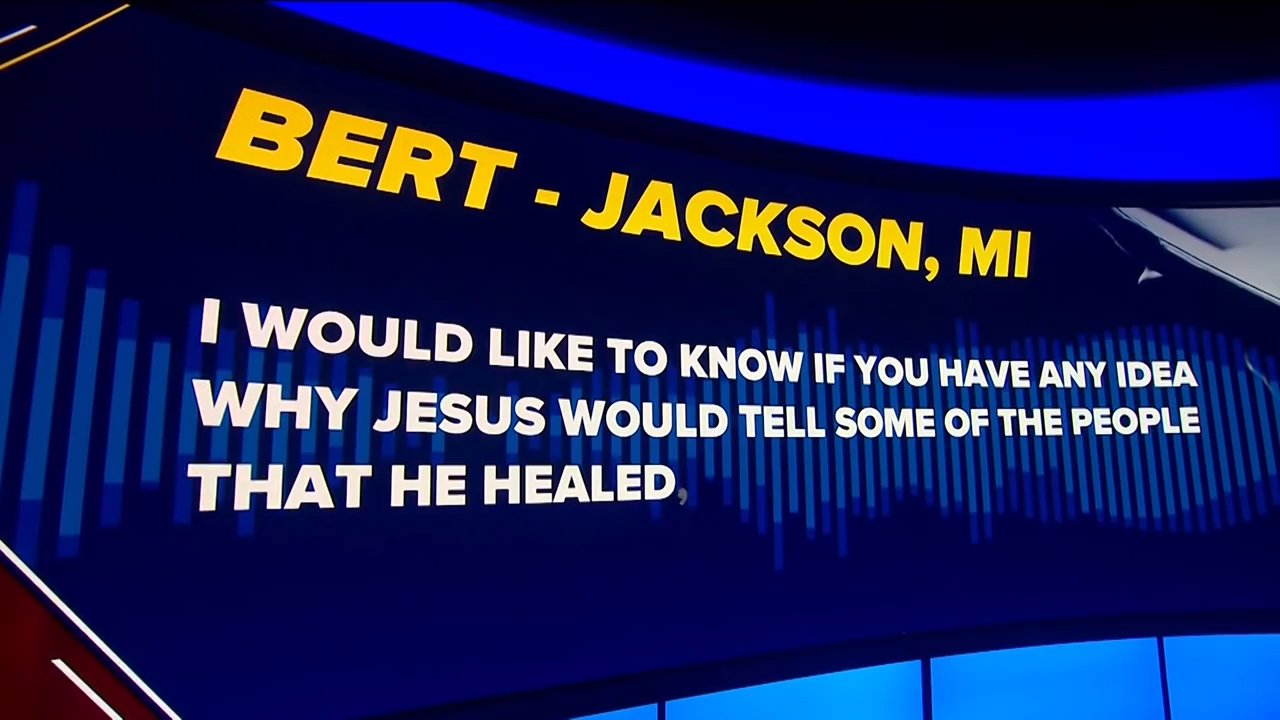 BERT - JACKSON, MI
I WOULD LIKE TO KNOW IF YOU HAVE ANY IDEA
WHY JESUS WOULD TELL SOME OF THE PEOPLE
THAT HE HEALED,